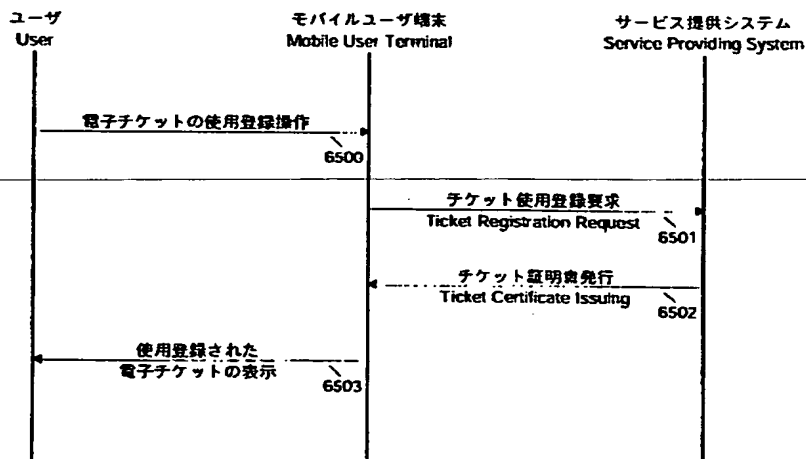 ユーザ
User
モバイルユーザ端末
Mobile User Terminal
サービス提供システム
Service Providing System
電子チケットの使用登録操作
6500
チケット使用登録要求
Ticket Registration Request
6501
チケット証明書発行
Ticket Certificate Issuing
6502
使用登録された
電子チケットの表示
6503